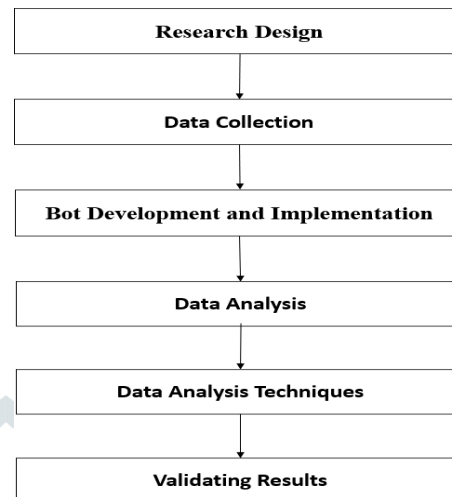 Research Design
Data Collection
Bot Development and Implementation
Data Analysis
Data Analysis Techniques
Validating Results